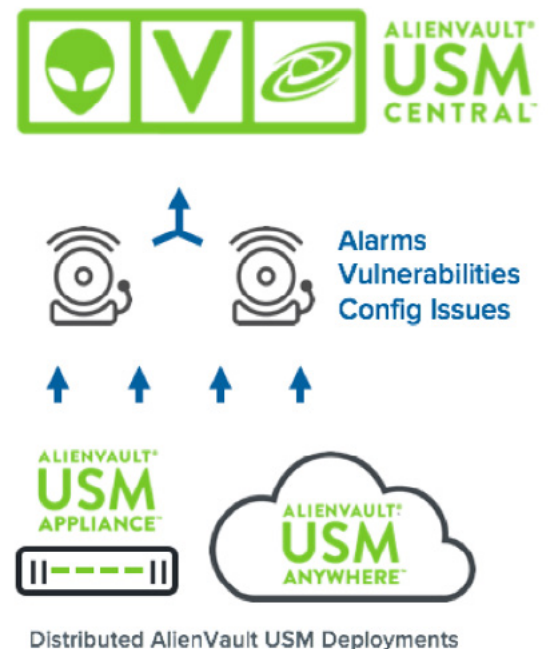 ALIENVAULT®
USM
CENTRAL™
Alarms
Vulnerabilities
Config Issues
ALIENVAULT®
USM
APPLIANCE™
ALIENVAULT®
USM
ANYWHERE™
Distributed AlienVault USM Deployments